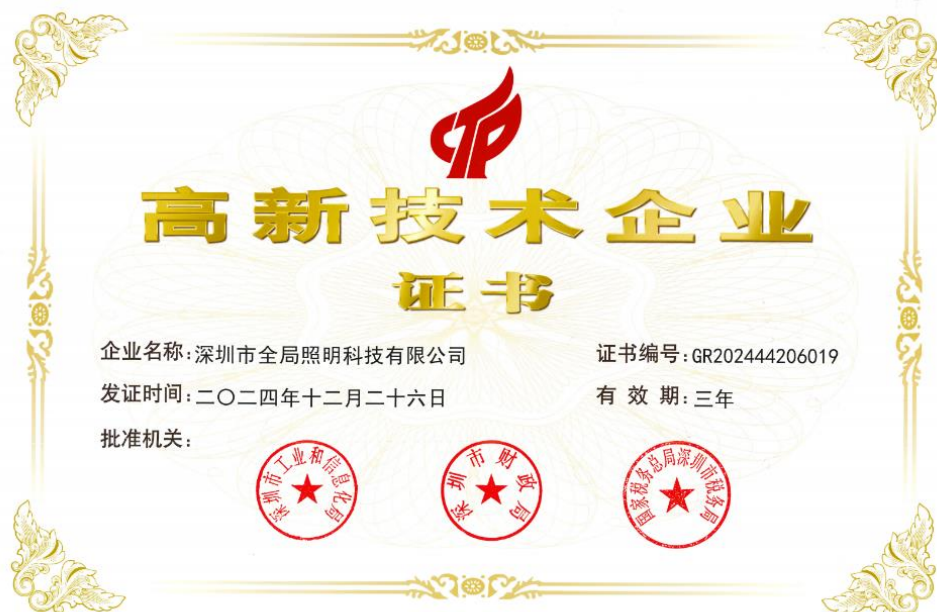 高新技术企业
证书
企业名称:深圳市全局照明科技有限公司
证书编号:GR202444206019
发证时间:二〇二四年十二月二十六日
有 效 期:三年
批准机关:
深圳市工业和信息化局
深圳市财政局
国家税务总局深圳市税务局